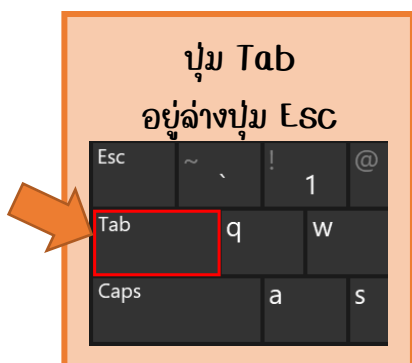 ปุ่ม Tab
อยู่ล่างปุ่ม Esc
Esc ~ ` ! 1 @
Tab q w
Caps a s